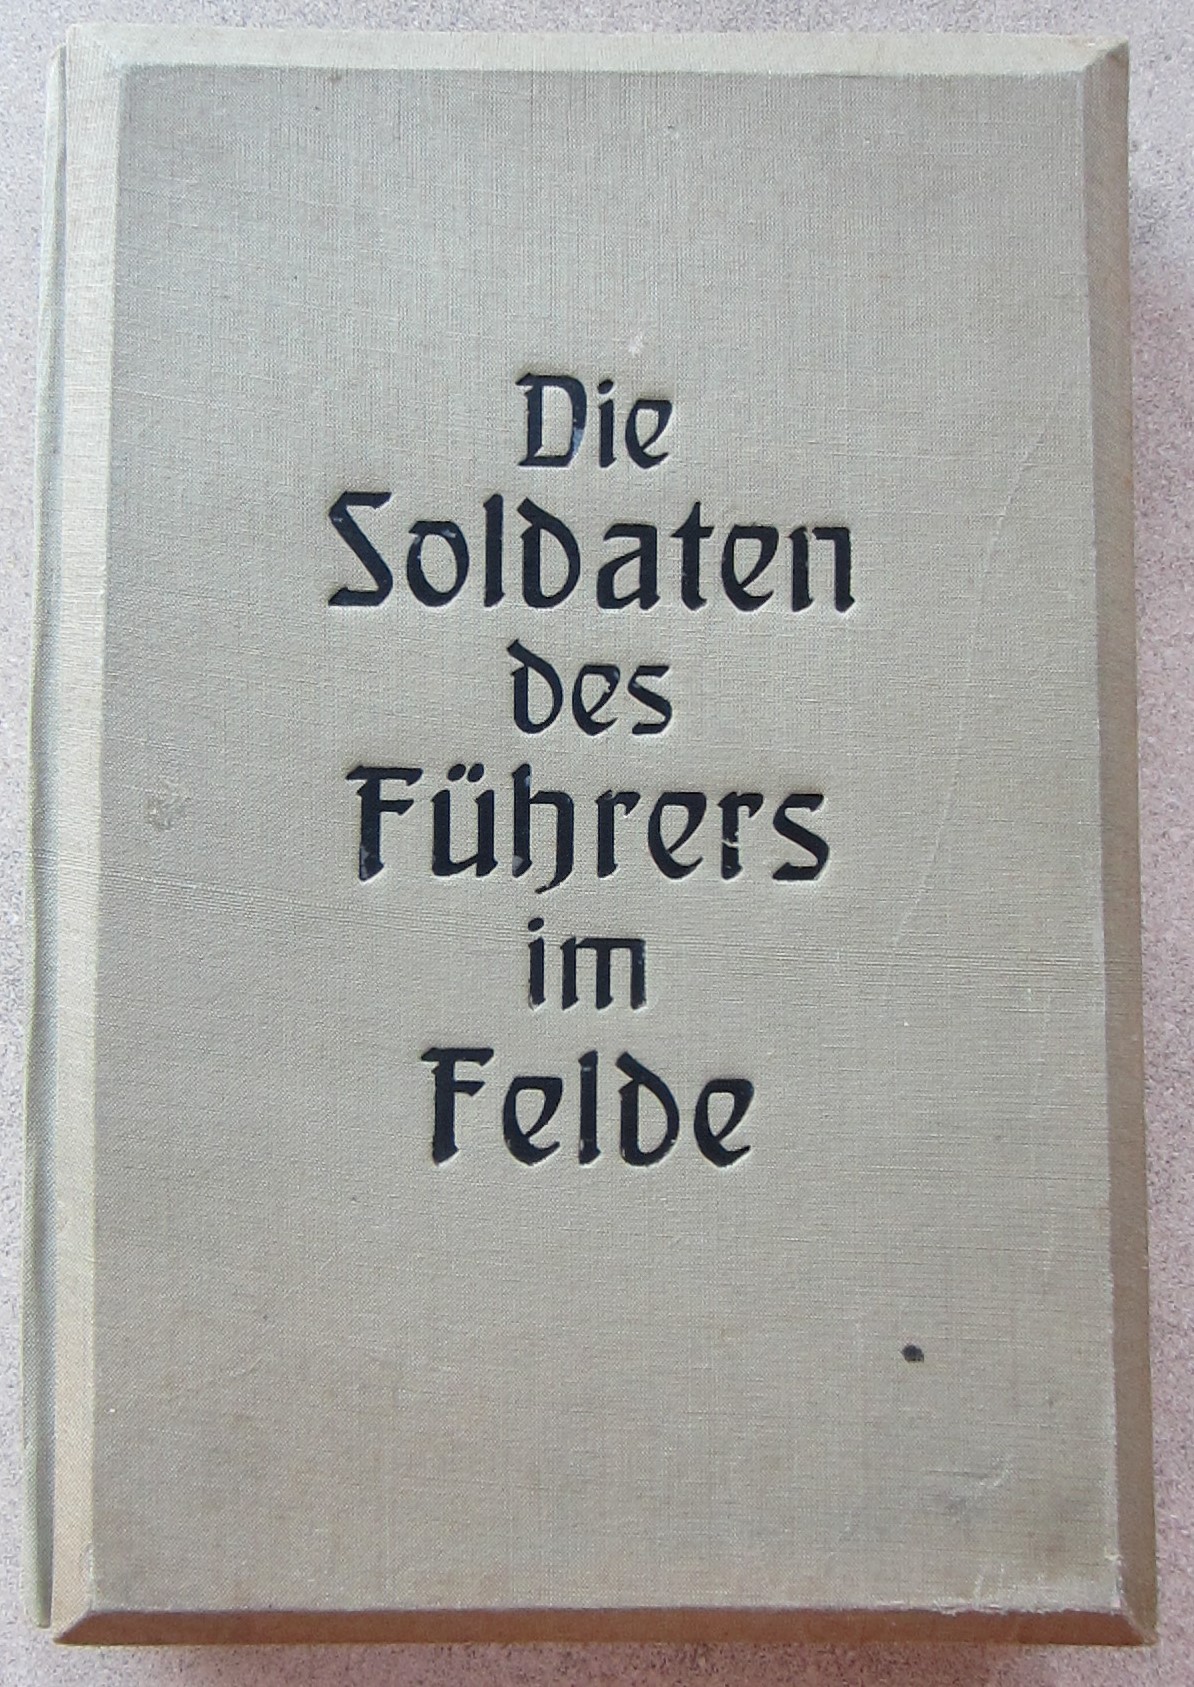 Die
Soldaten
des
Führers
im
Felde